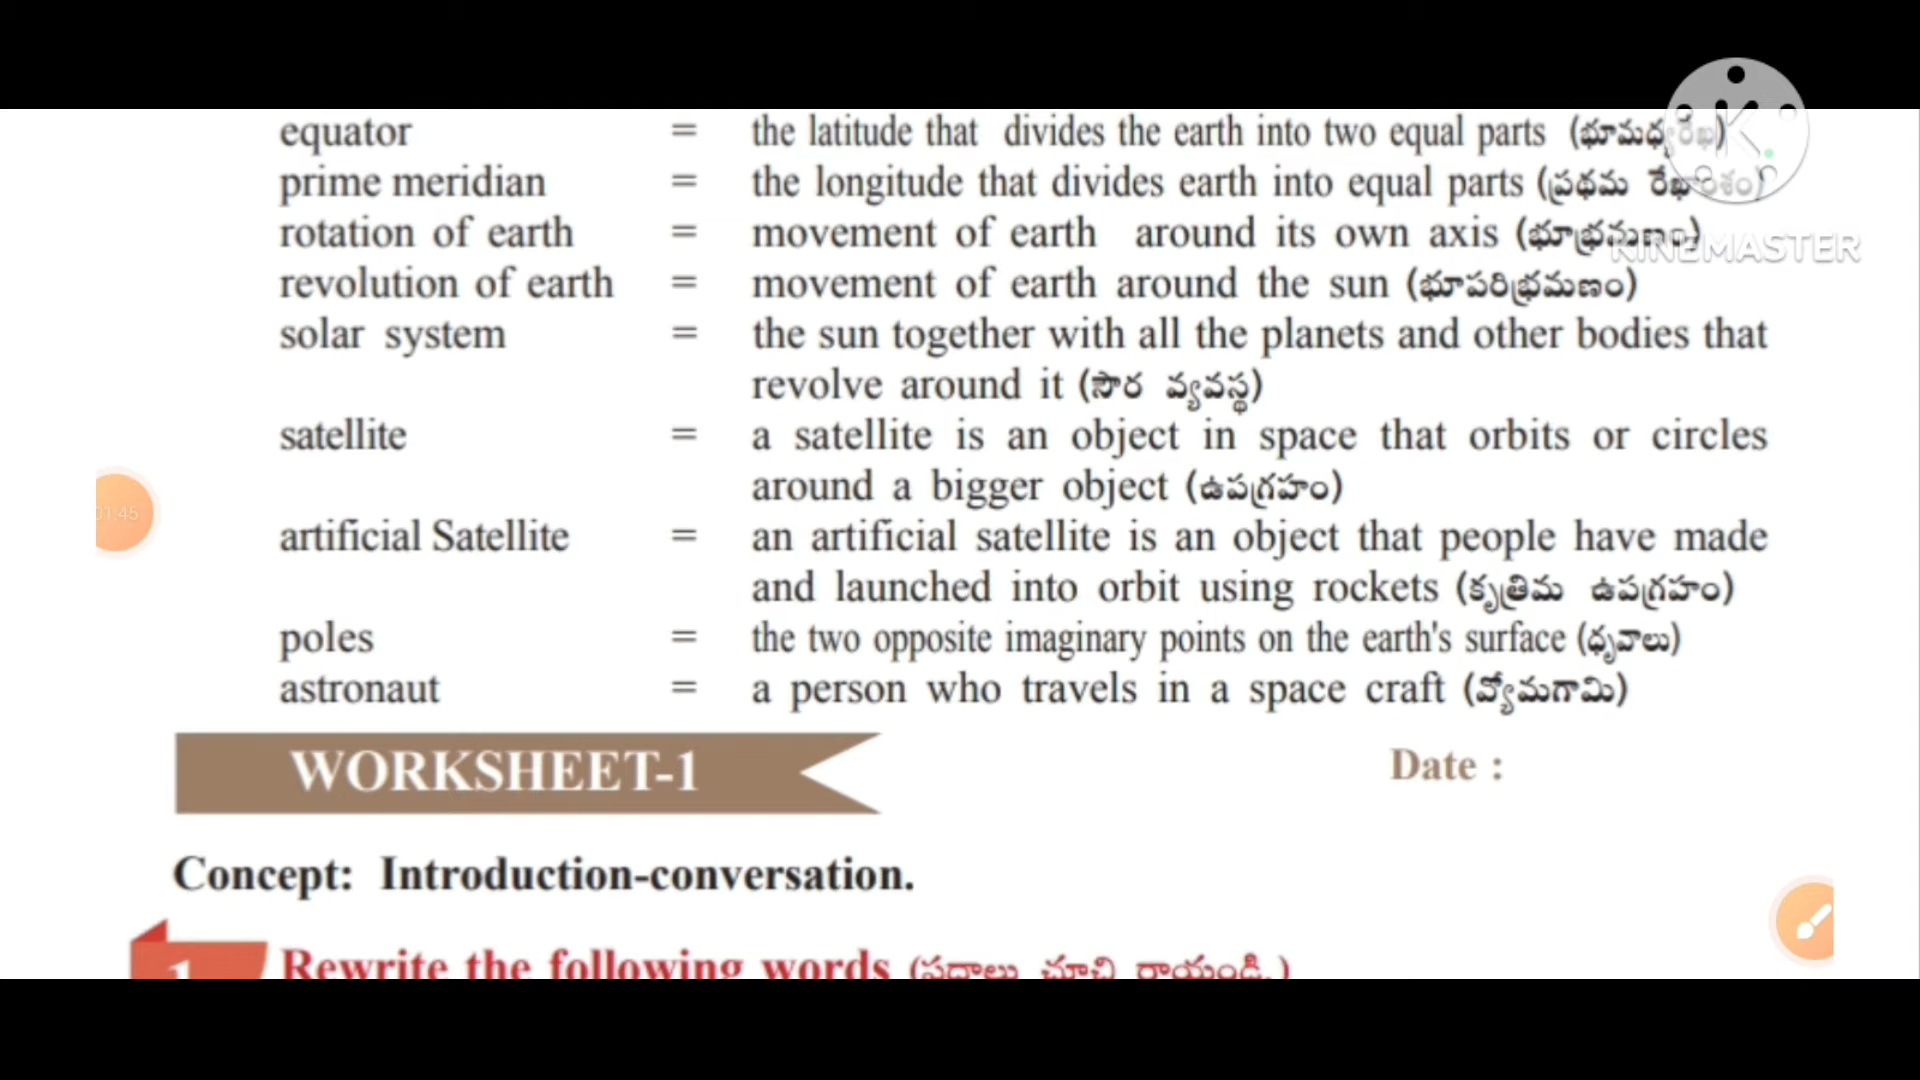 equator = the latitude that divides the earth into two equal parts (భూమధ్యరేఖ)
prime meridian = the longitude that divides earth into equal parts (ప్రథమ రేఖాంశం)
rotation of earth = movement of earth around its own axis (భూభ్రమణం)
KINEMASTER
revolution of earth = movement of earth around the sun (భూపరిభ్రమణం)
solar system = the sun together with all the planets and other bodies that
revolve around it (సౌర వ్యవస్థ)
satellite = a satellite is an object in space that orbits or circles
around a bigger object (ఉపగ్రహం)
01:45
artificial Satellite = an artificial satellite is an object that people have made
and launched into orbit using rockets (కృత్రిమ ఉపగ్రహం)
poles = the two opposite imaginary points on the earth's surface (ధృవాలు)
astronaut = a person who travels in a space craft (వ్యోమగామి)
WORKSHEET-1 Date :
Concept: Introduction-conversation.
1 Rewrite the following words (పదాలు చూచి రాయండి.)